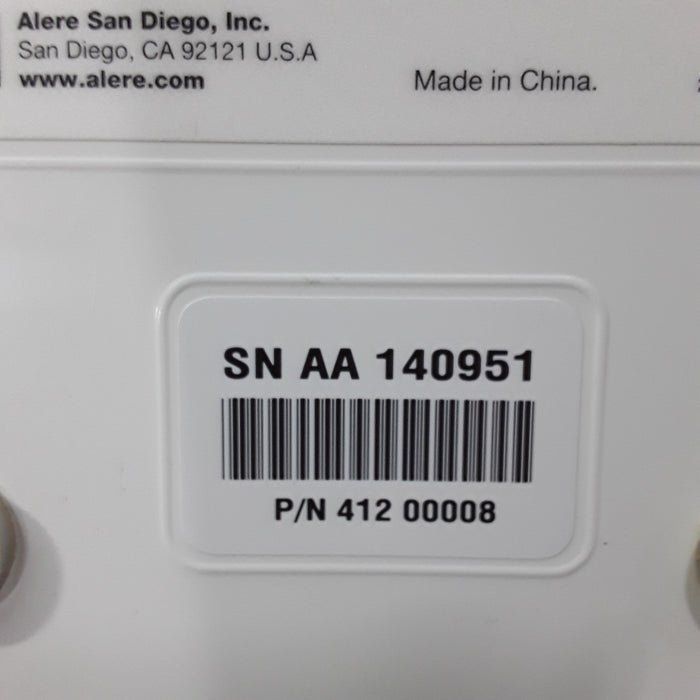 Alere San Diego, Inc.
San Diego, CA 92121 U.S.A
www.alere.com
Made in China.
SN AA 140951
P/N 412 00008